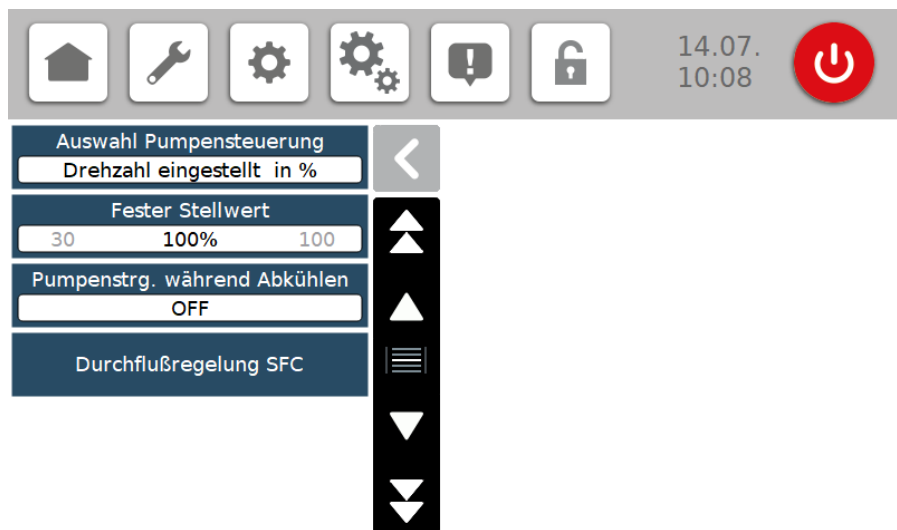 14.07.
10:08
Auswahl Pumpensteuerung
Drehzahl eingestellt in %
Fester Stellwert
30 100% 100
Pumpenstrg. während Abkühlen
OFF
Durchflußregelung SFC